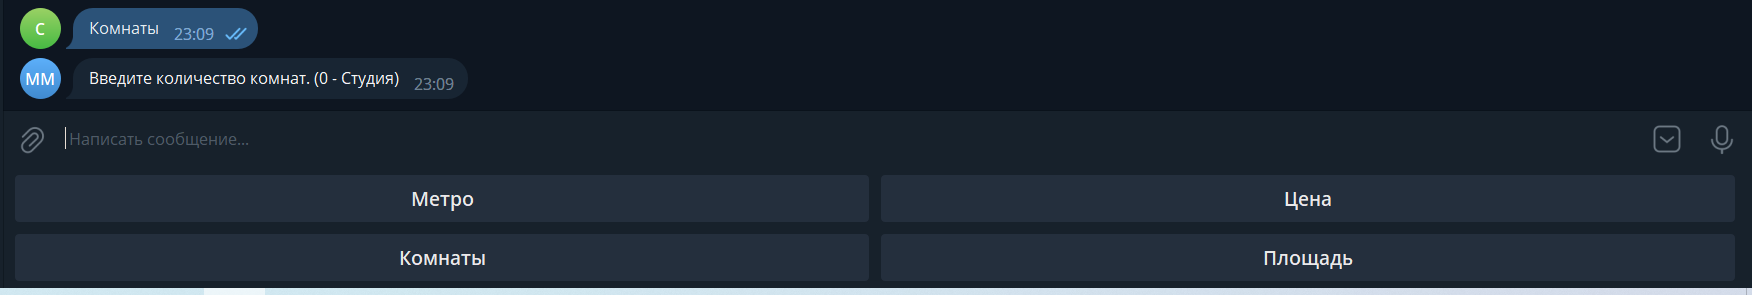 С
Комнаты 23:09
ММ
Введите количество комнат. (0 - Студия) 23:09
Написать сообщение...
Метро
Цена
Комнаты
Площадь